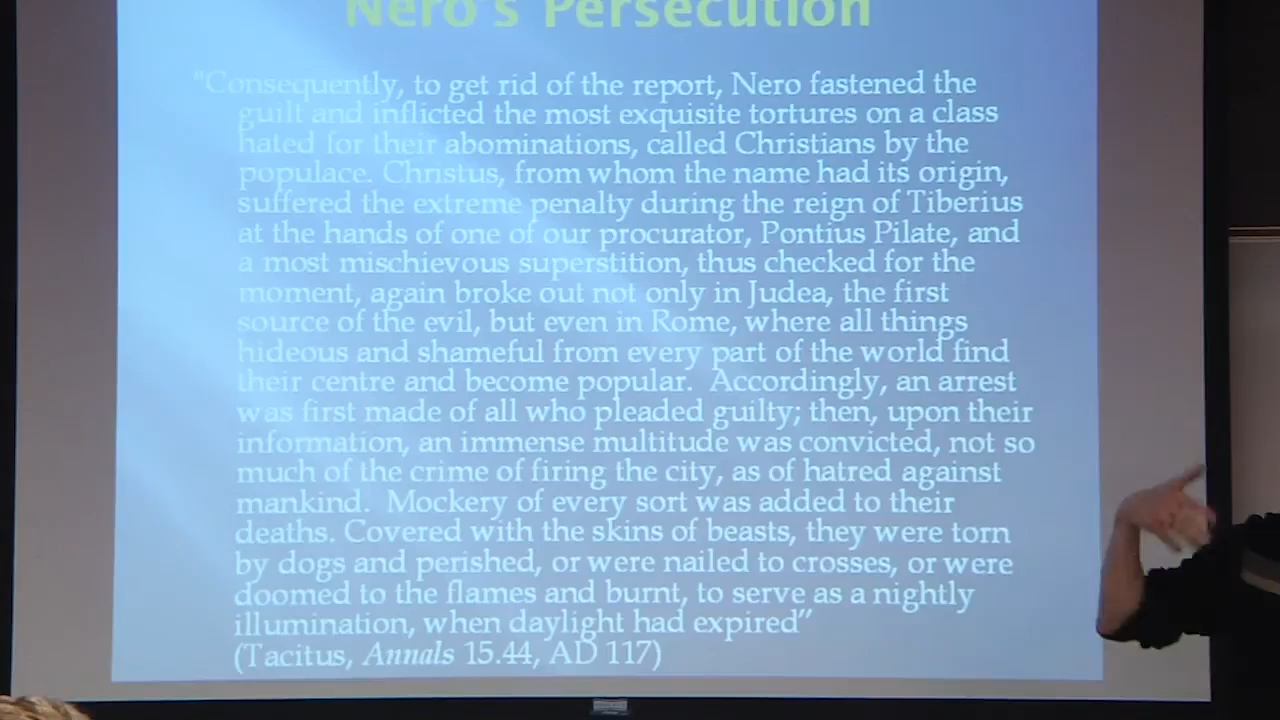 Nero's Persecution
"Consequently, to get rid of the report, Nero fastened the
guilt and inflicted the most exquisite tortures on a class
hated for their abominations, called Christians by the
populace. Christus, from whom the name had its origin,
suffered the extreme penalty during the reign of Tiberius
at the hands of one of our procurator, Pontius Pilate, and
a most mischievous superstition, thus checked for the
moment, again broke out not only in Judea, the first
source of the evil, but even in Rome, where all things
hideous and shameful from every part of the world find
their centre and become popular.  Accordingly, an arrest
was first made of all who pleaded guilty; then, upon their
information, an immense multitude was convicted, not so
much of the crime of firing the city, as of hatred against
mankind.  Mockery of every sort was added to their
deaths. Covered with the skins of beasts, they were torn
by dogs and perished, or were nailed to crosses, or were
doomed to the flames and burnt, to serve as a nightly
illumination, when daylight had expired"
(Tacitus, Annals 15.44, AD 117)